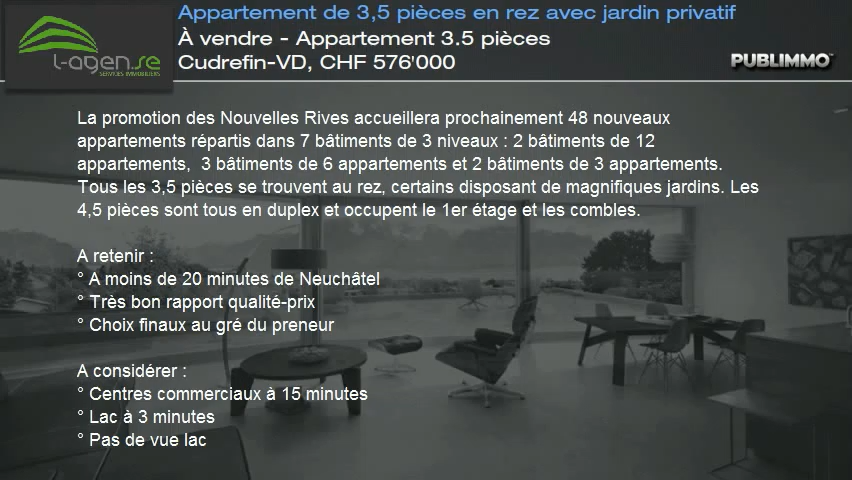 Appartement de 3,5 pièces en rez avec jardin privatif
À vendre - Appartement 3.5 pièces
Cudrefin-VD, CHF 576'000
l-agen.se
SERVICES IMMOBILIERS
PUBLIMMO™
La promotion des Nouvelles Rives accueillera prochainement 48 nouveaux
appartements répartis dans 7 bâtiments de 3 niveaux : 2 bâtiments de 12
appartements,  3 bâtiments de 6 appartements et 2 bâtiments de 3 appartements.
Tous les 3,5 pièces se trouvent au rez, certains disposant de magnifiques jardins. Les
4,5 pièces sont tous en duplex et occupent le 1er étage et les combles.
A retenir :
° A moins de 20 minutes de Neuchâtel
° Très bon rapport qualité-prix
° Choix finaux au gré du preneur
A considérer :
° Centres commerciaux à 15 minutes
° Lac à 3 minutes
° Pas de vue lac